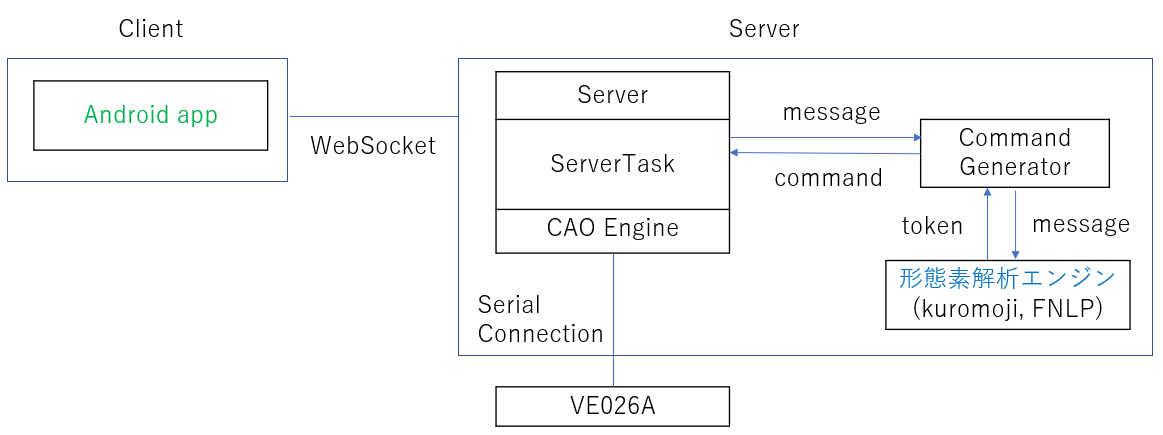 Client
Server
Android app
WebSocket
Server
ServerTask
CAO Engine
message
command
Command
Generator
token
message
形態素解析エンジン
(kuromoji, FNLP)
Serial
Connection
VE026A